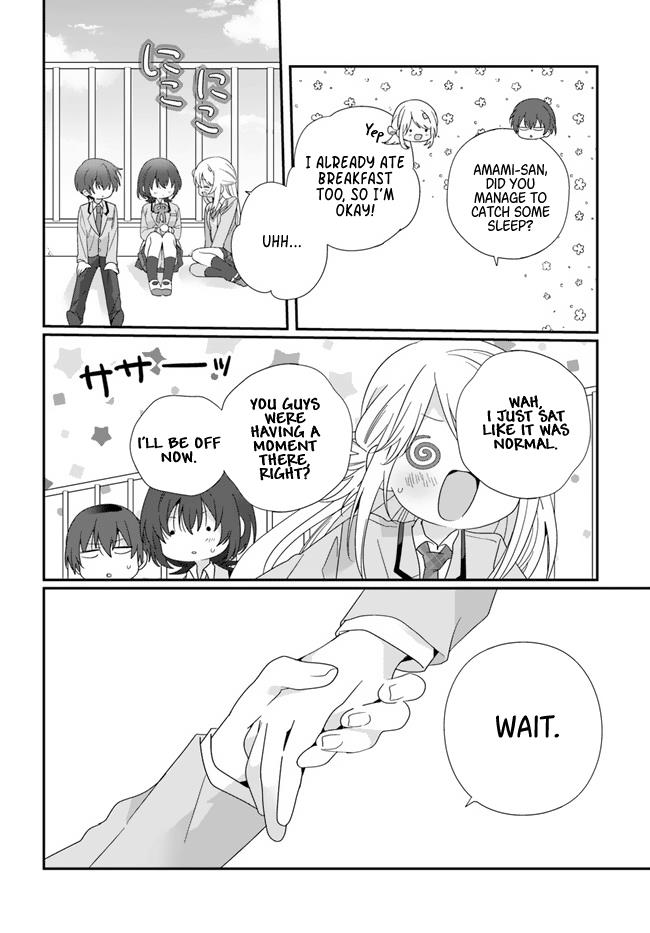 AMAMI-SAN,
DID YOU
MANAGE TO
CATCH SOME
SLEEP?
Yep
I ALREADY ATE
BREAKFAST
TOO, SO I'M
OKAY!
UHH...
にこ
にこ
WAH,
I JUST SAT
LIKE IT WAS
NORMAL.
YOU GUYS
WERE
HAVING A
MOMENT
THERE,
RIGHT?
I'LL BE OFF
NOW.
ササーッ
WAIT.